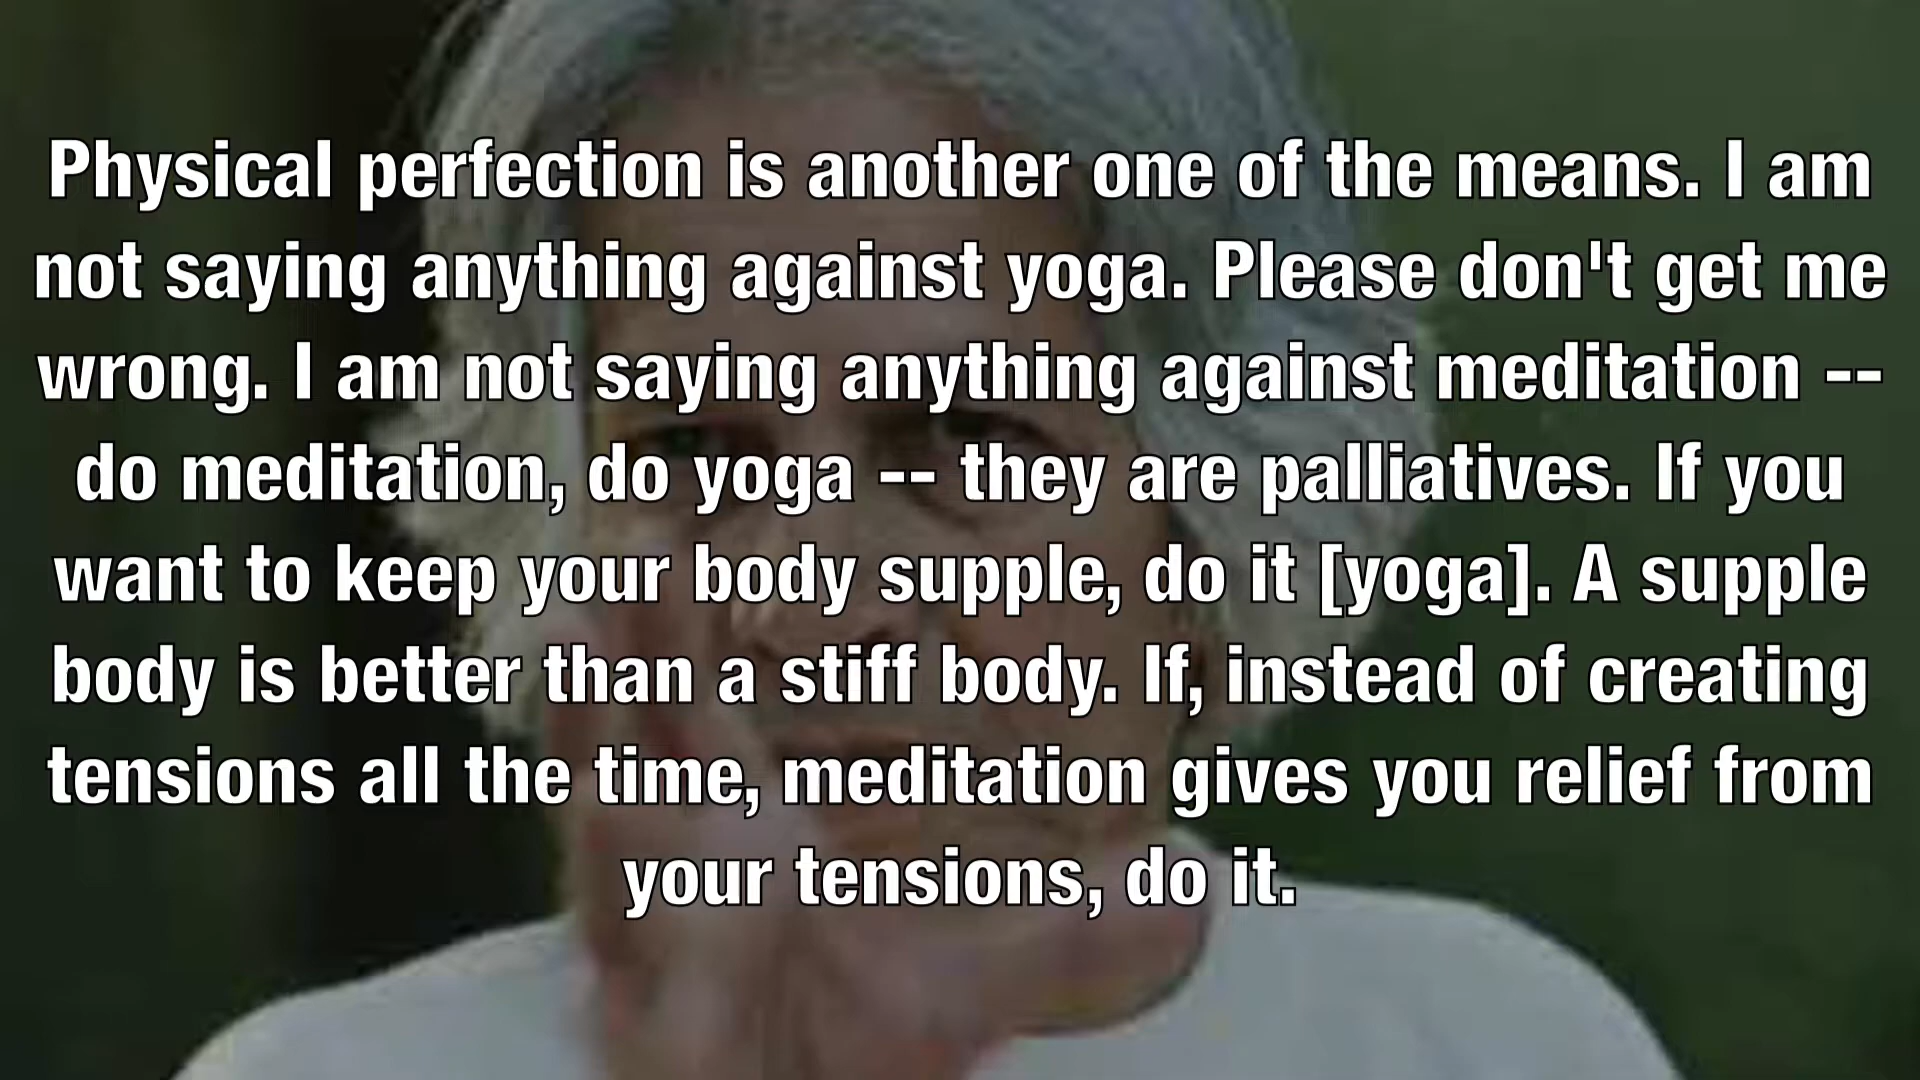 Physical perfection is another one of the means. I am
not saying anything against yoga. Please don't get me
wrong. I am not saying anything against meditation --
do meditation, do yoga -- they are palliatives. If you
want to keep your body supple, do it [yoga]. A supple
body is better than a stiff body. If, instead of creating
tensions all the time, meditation gives you relief from
your tensions, do it.